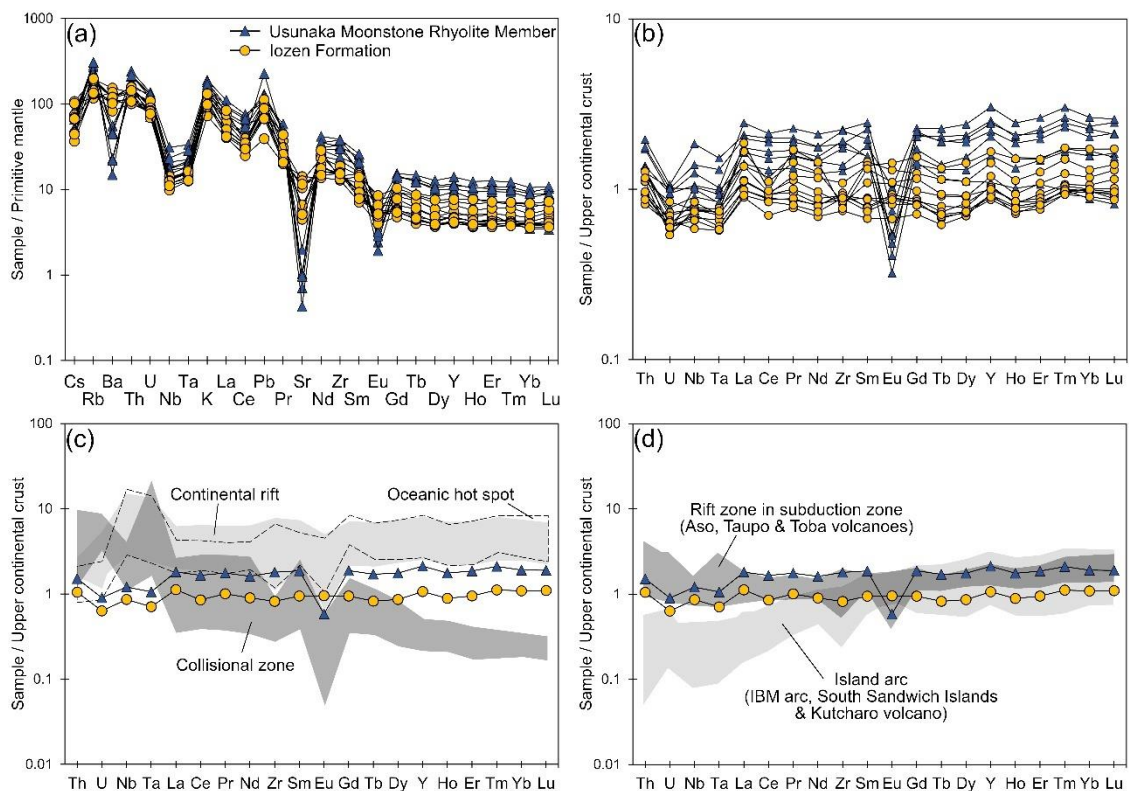 (a)
Usunaka Moonstone Rhyolite Member
Iozen Formation
Sample / Primitive mantle
1000
100
10
1
0.1
Cs Ba U Ta La Pb Sr Zr Eu Tb Y Er Yb
Rb Th Nb K Ce Pr Nd Sm Gd Dy Ho Tm Lu
(b)
Sample / Upper continental crust
10
1
0.1
Th U Nb Ta La Ce Pr Nd Zr Sm Eu Gd Tb Dy Y Ho Er Tm Yb Lu
(c)
Sample / Upper continental crust
100
10
1
0.1
0.01
Continental rift
Oceanic hot spot
Collisional zone
Th U Nb Ta La Ce Pr Nd Zr Sm Eu Gd Tb Dy Y Ho Er Tm Yb Lu
(d)
Sample / Upper continental crust
100
10
1
0.1
0.01
Rift zone in subduction zone
(Aso, Taupo & Toba volcanoes)
Island arc
(IBM arc, South Sandwich Islands
& Kutcharo volcano)
Th U Nb Ta La Ce Pr Nd Zr Sm Eu Gd Tb Dy Y Ho Er Tm Yb Lu